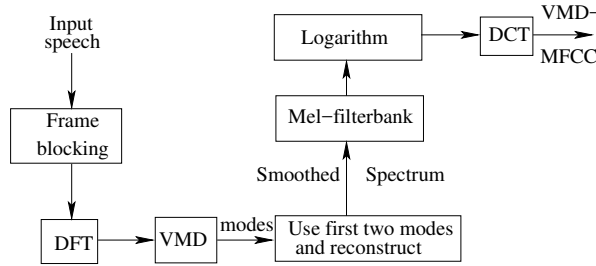 Input
speech
Frame
blocking
DFT
VMD
modes
Use first two modes
and reconstruct
Smoothed Spectrum
Mel-filterbank
Logarithm
DCT
VMD-
MFCC